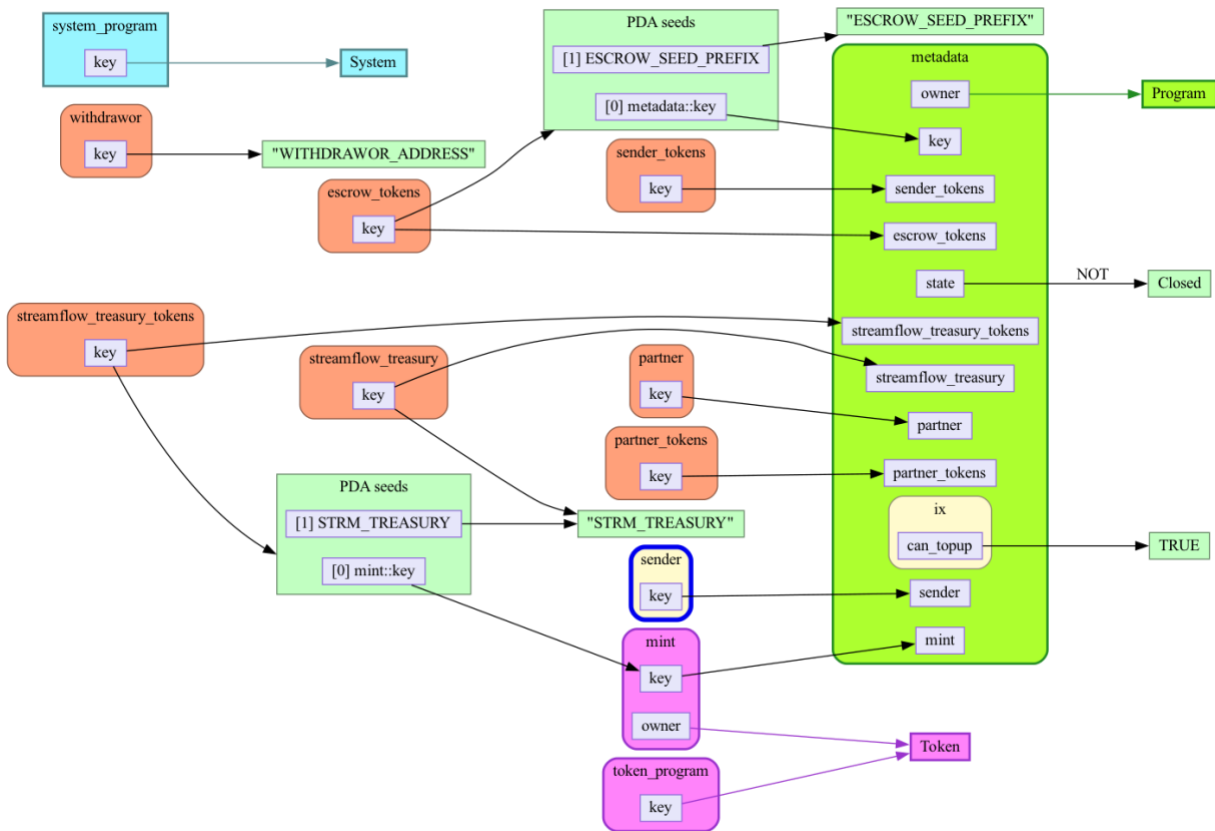 system_program
key
System
withdrawor
key
"WITHDRAWOR_ADDRESS"
PDA seeds
[1] ESCROW_SEED_PREFIX
[0] metadata::key
"ESCROW_SEED_PREFIX"
escrow_tokens
key
sender_tokens
key
metadata
owner
key
sender_tokens
escrow_tokens
state
streamflow_treasury_tokens
streamflow_treasury
partner
partner_tokens
ix
can_topup
sender
mint
Program
NOT
Closed
TRUE
streamflow_treasury_tokens
key
streamflow_treasury
key
partner
key
partner_tokens
key
PDA seeds
[1] STRM_TREASURY
[0] mint::key
"STRM_TREASURY"
sender
key
mint
key
owner
Token
token_program
key